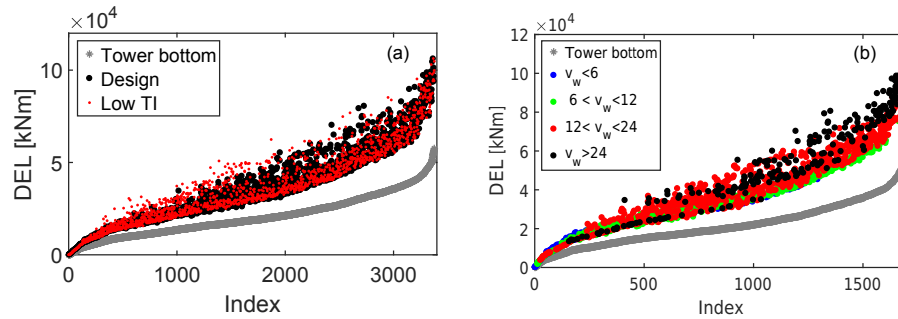 ×10⁴
(a)
Tower bottom
Design
Low TI
DEL [kNm]
10
5
0
0
1000
2000
3000
Index
×10⁴
(b)
Tower bottom
v_w<6
6 < v_w<12
12< v_w<24
v_w>24
DEL [kNm]
12
10
8
6
4
2
0
0
500
1000
1500
Index